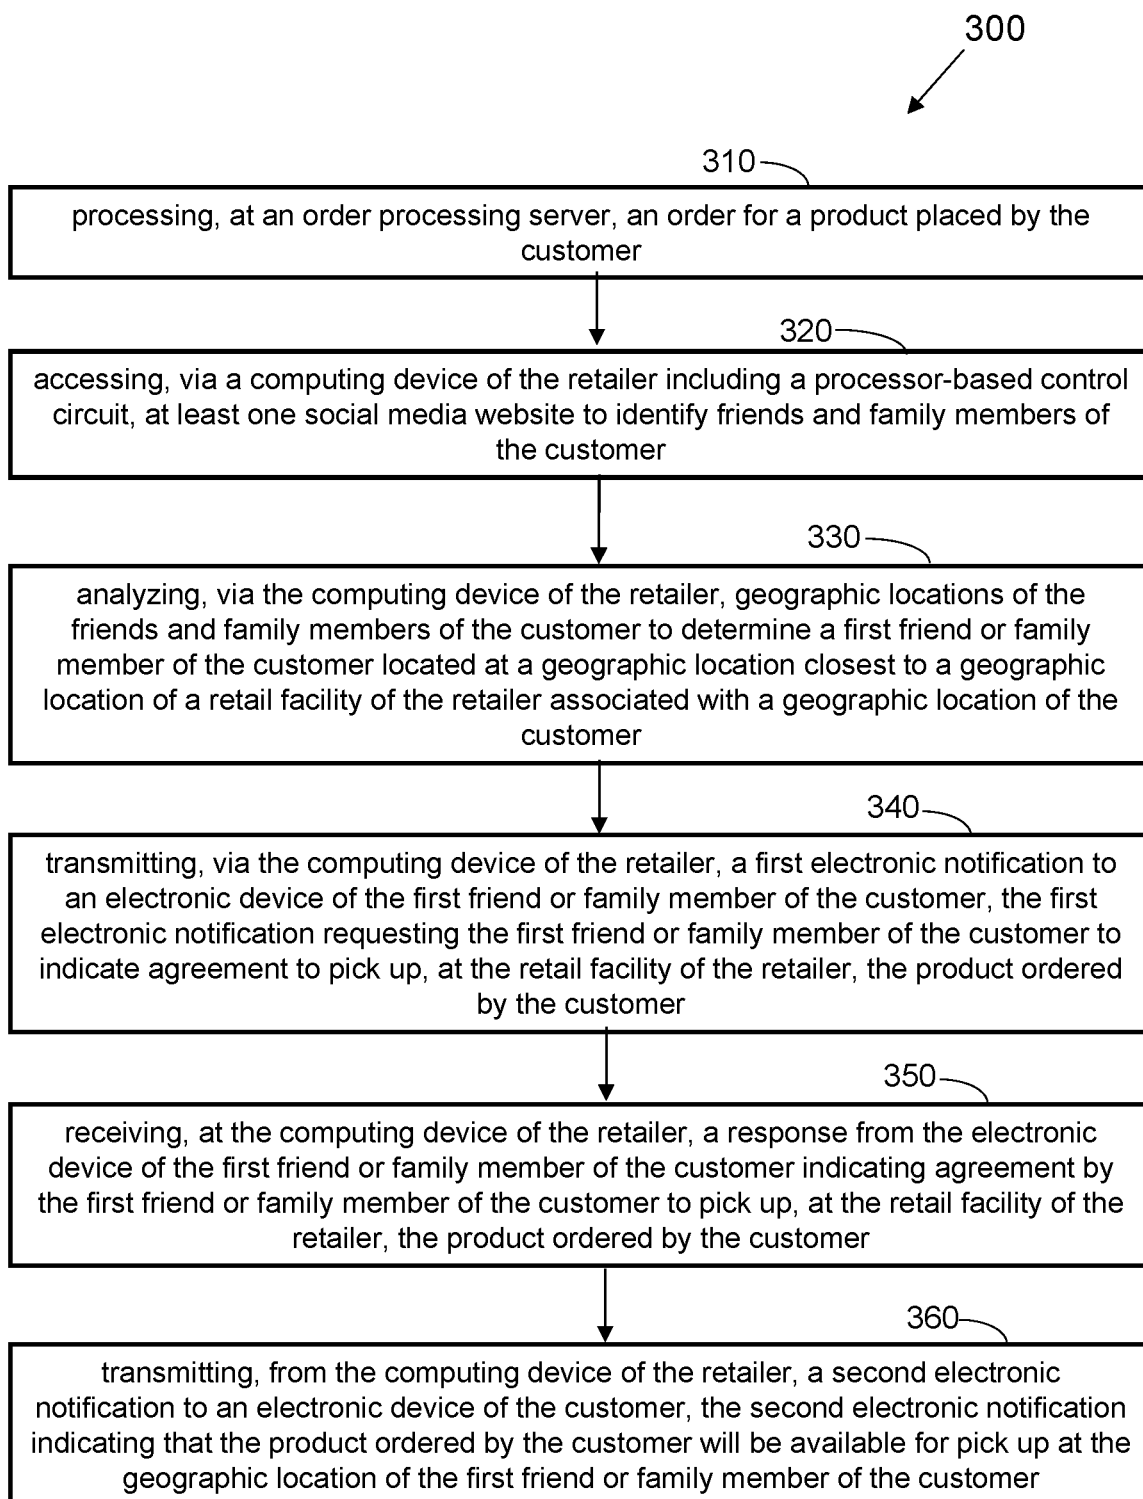 300
310
processing, at an order processing server, an order for a product placed by the
customer
320
accessing, via a computing device of the retailer including a processor-based control
circuit, at least one social media website to identify friends and family members of
the customer
330
analyzing, via the computing device of the retailer, geographic locations of the
friends and family members of the customer to determine a first friend or family
member of the customer located at a geographic location closest to a geographic
location of a retail facility of the retailer associated with a geographic location of the
customer
340
transmitting, via the computing device of the retailer, a first electronic notification to
an electronic device of the first friend or family member of the customer, the first
electronic notification requesting the first friend or family member of the customer to
indicate agreement to pick up, at the retail facility of the retailer, the product ordered
by the customer
350
receiving, at the computing device of the retailer, a response from the electronic
device of the first friend or family member of the customer indicating agreement by
the first friend or family member of the customer to pick up, at the retail facility of the
retailer, the product ordered by the customer
360
transmitting, from the computing device of the retailer, a second electronic
notification to an electronic device of the customer, the second electronic notification
indicating that the product ordered by the customer will be available for pick up at the
geographic location of the first friend or family member of the customer